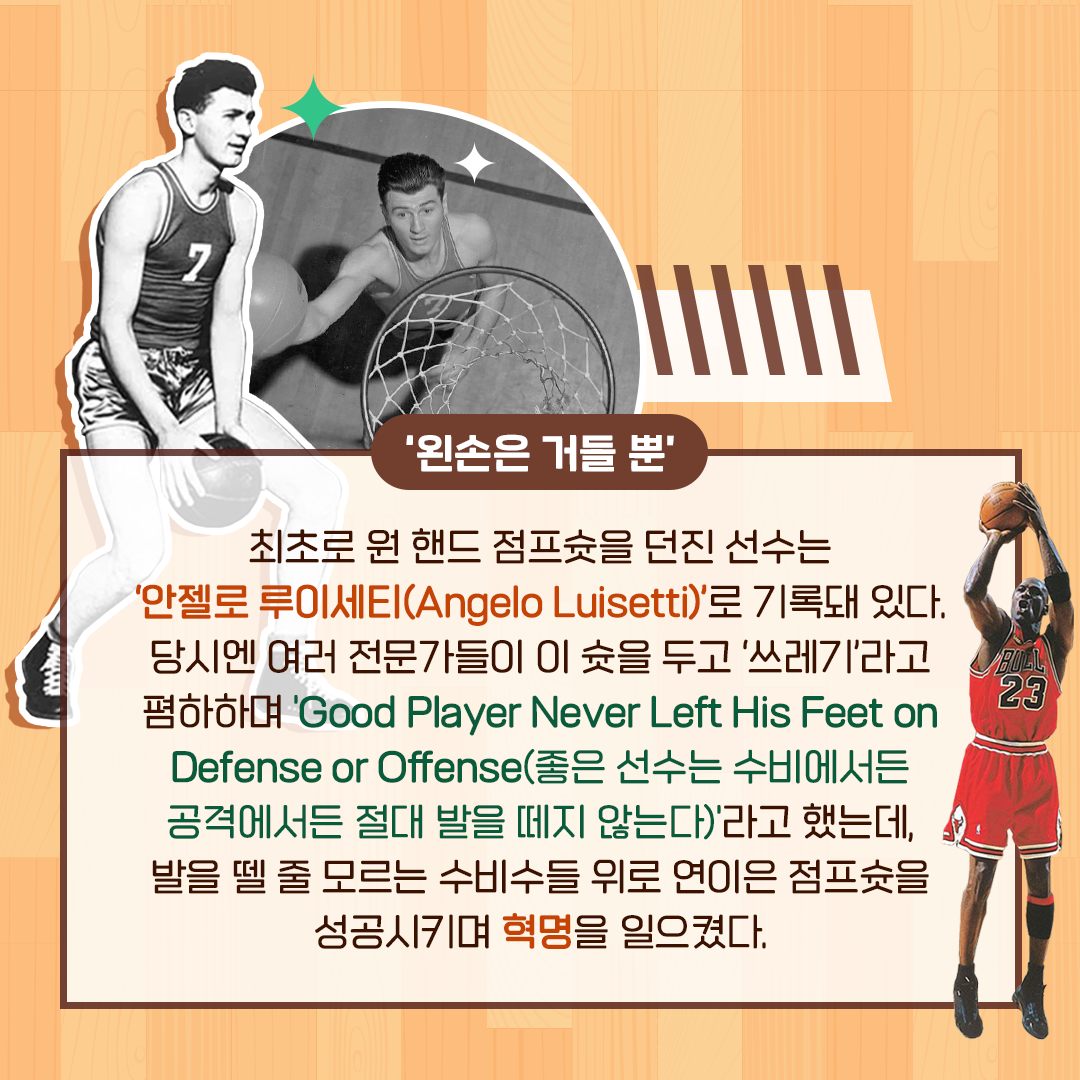 7
7
'왼손은 거들 뿐'
최초로 원 핸드 점프슛을 던진 선수는
'안젤로 루이세티(Angelo Luisetti)'로 기록돼 있다.
당시엔 여러 전문가들이 이 슛을 두고 '쓰레기'라고
폄하하며 'Good Player Never Left His Feet on
Defense or Offense(좋은 선수는 수비에서든
공격에서든 절대 발을 떼지 않는다)'라고 했는데,
발을 뗄 줄 모르는 수비수들 위로 연이은 점프슛을
성공시키며 혁명을 일으켰다.
BULL
23